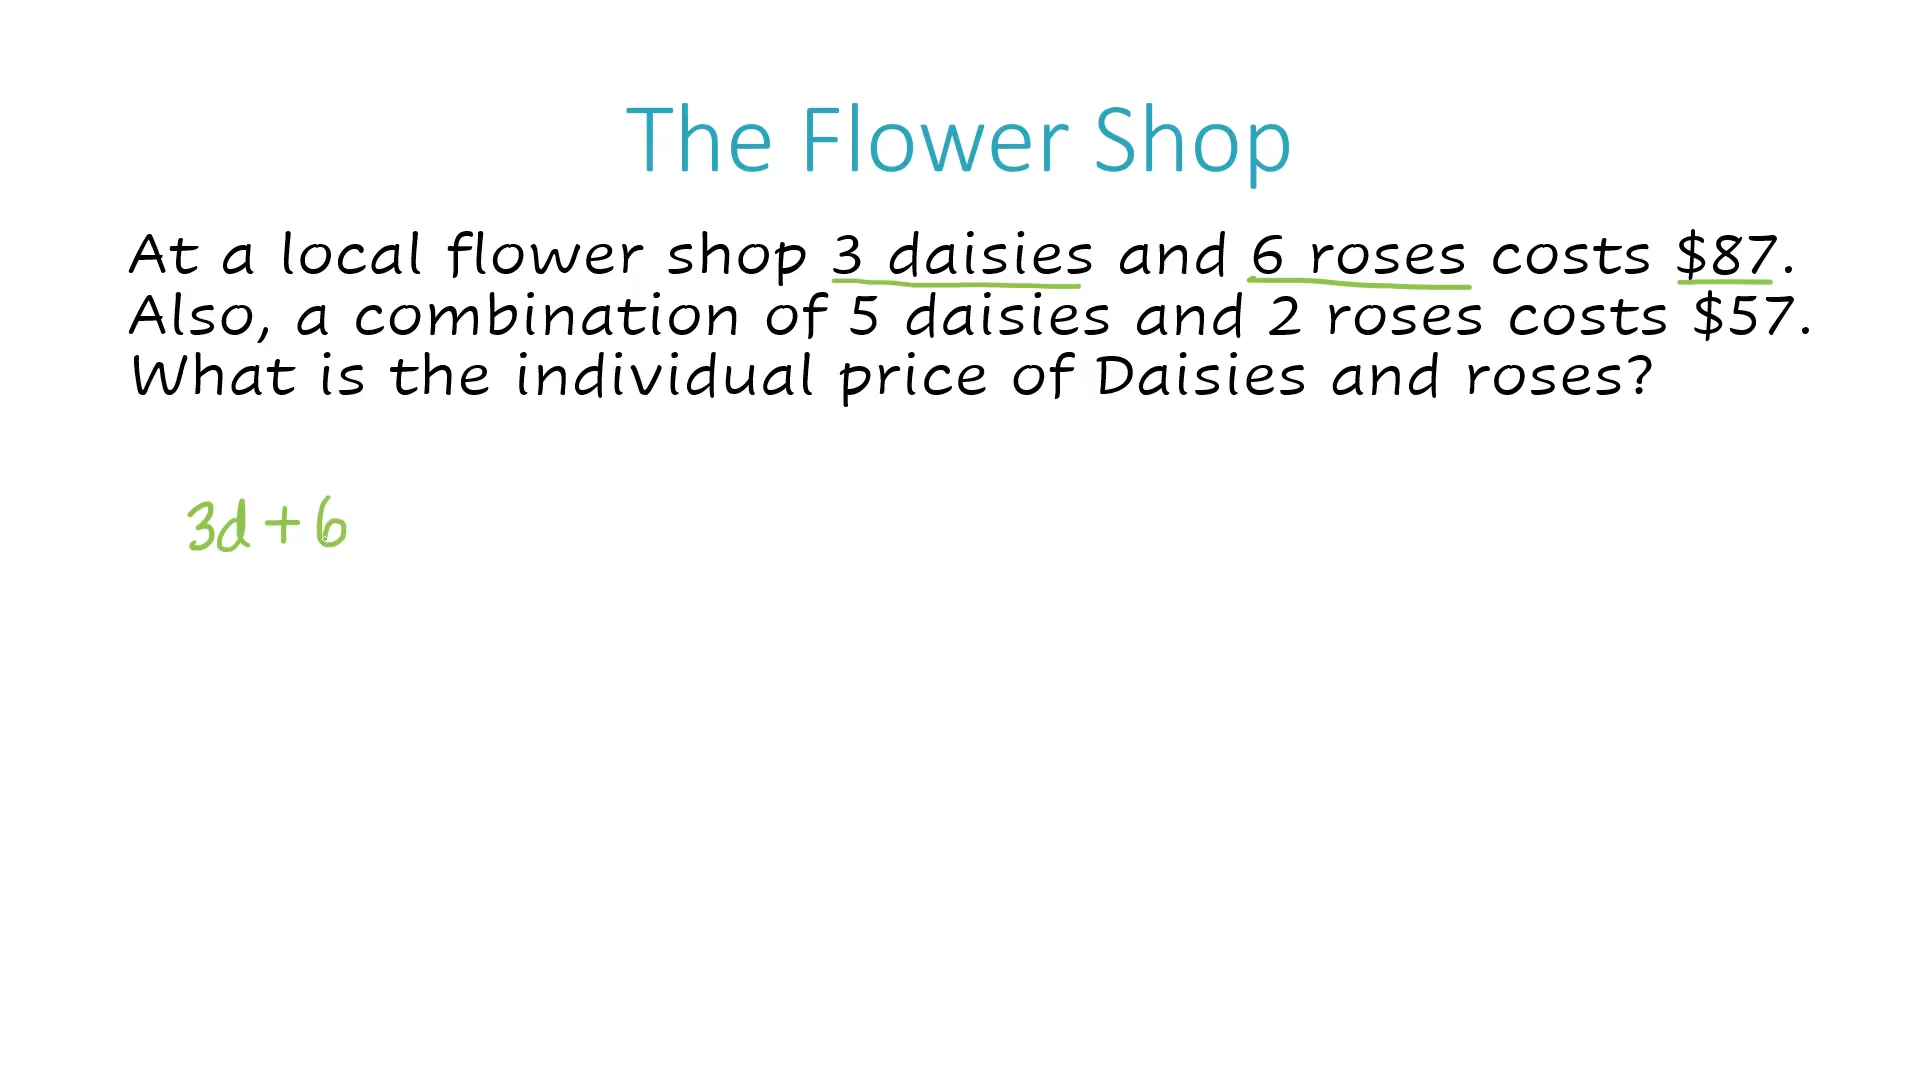 The Flower Shop
At a local flower shop 3 daisies and 6 roses costs $87.
Also, a combination of 5 daisies and 2 roses costs $57.
What is the individual price of Daisies and roses?
3d + 6